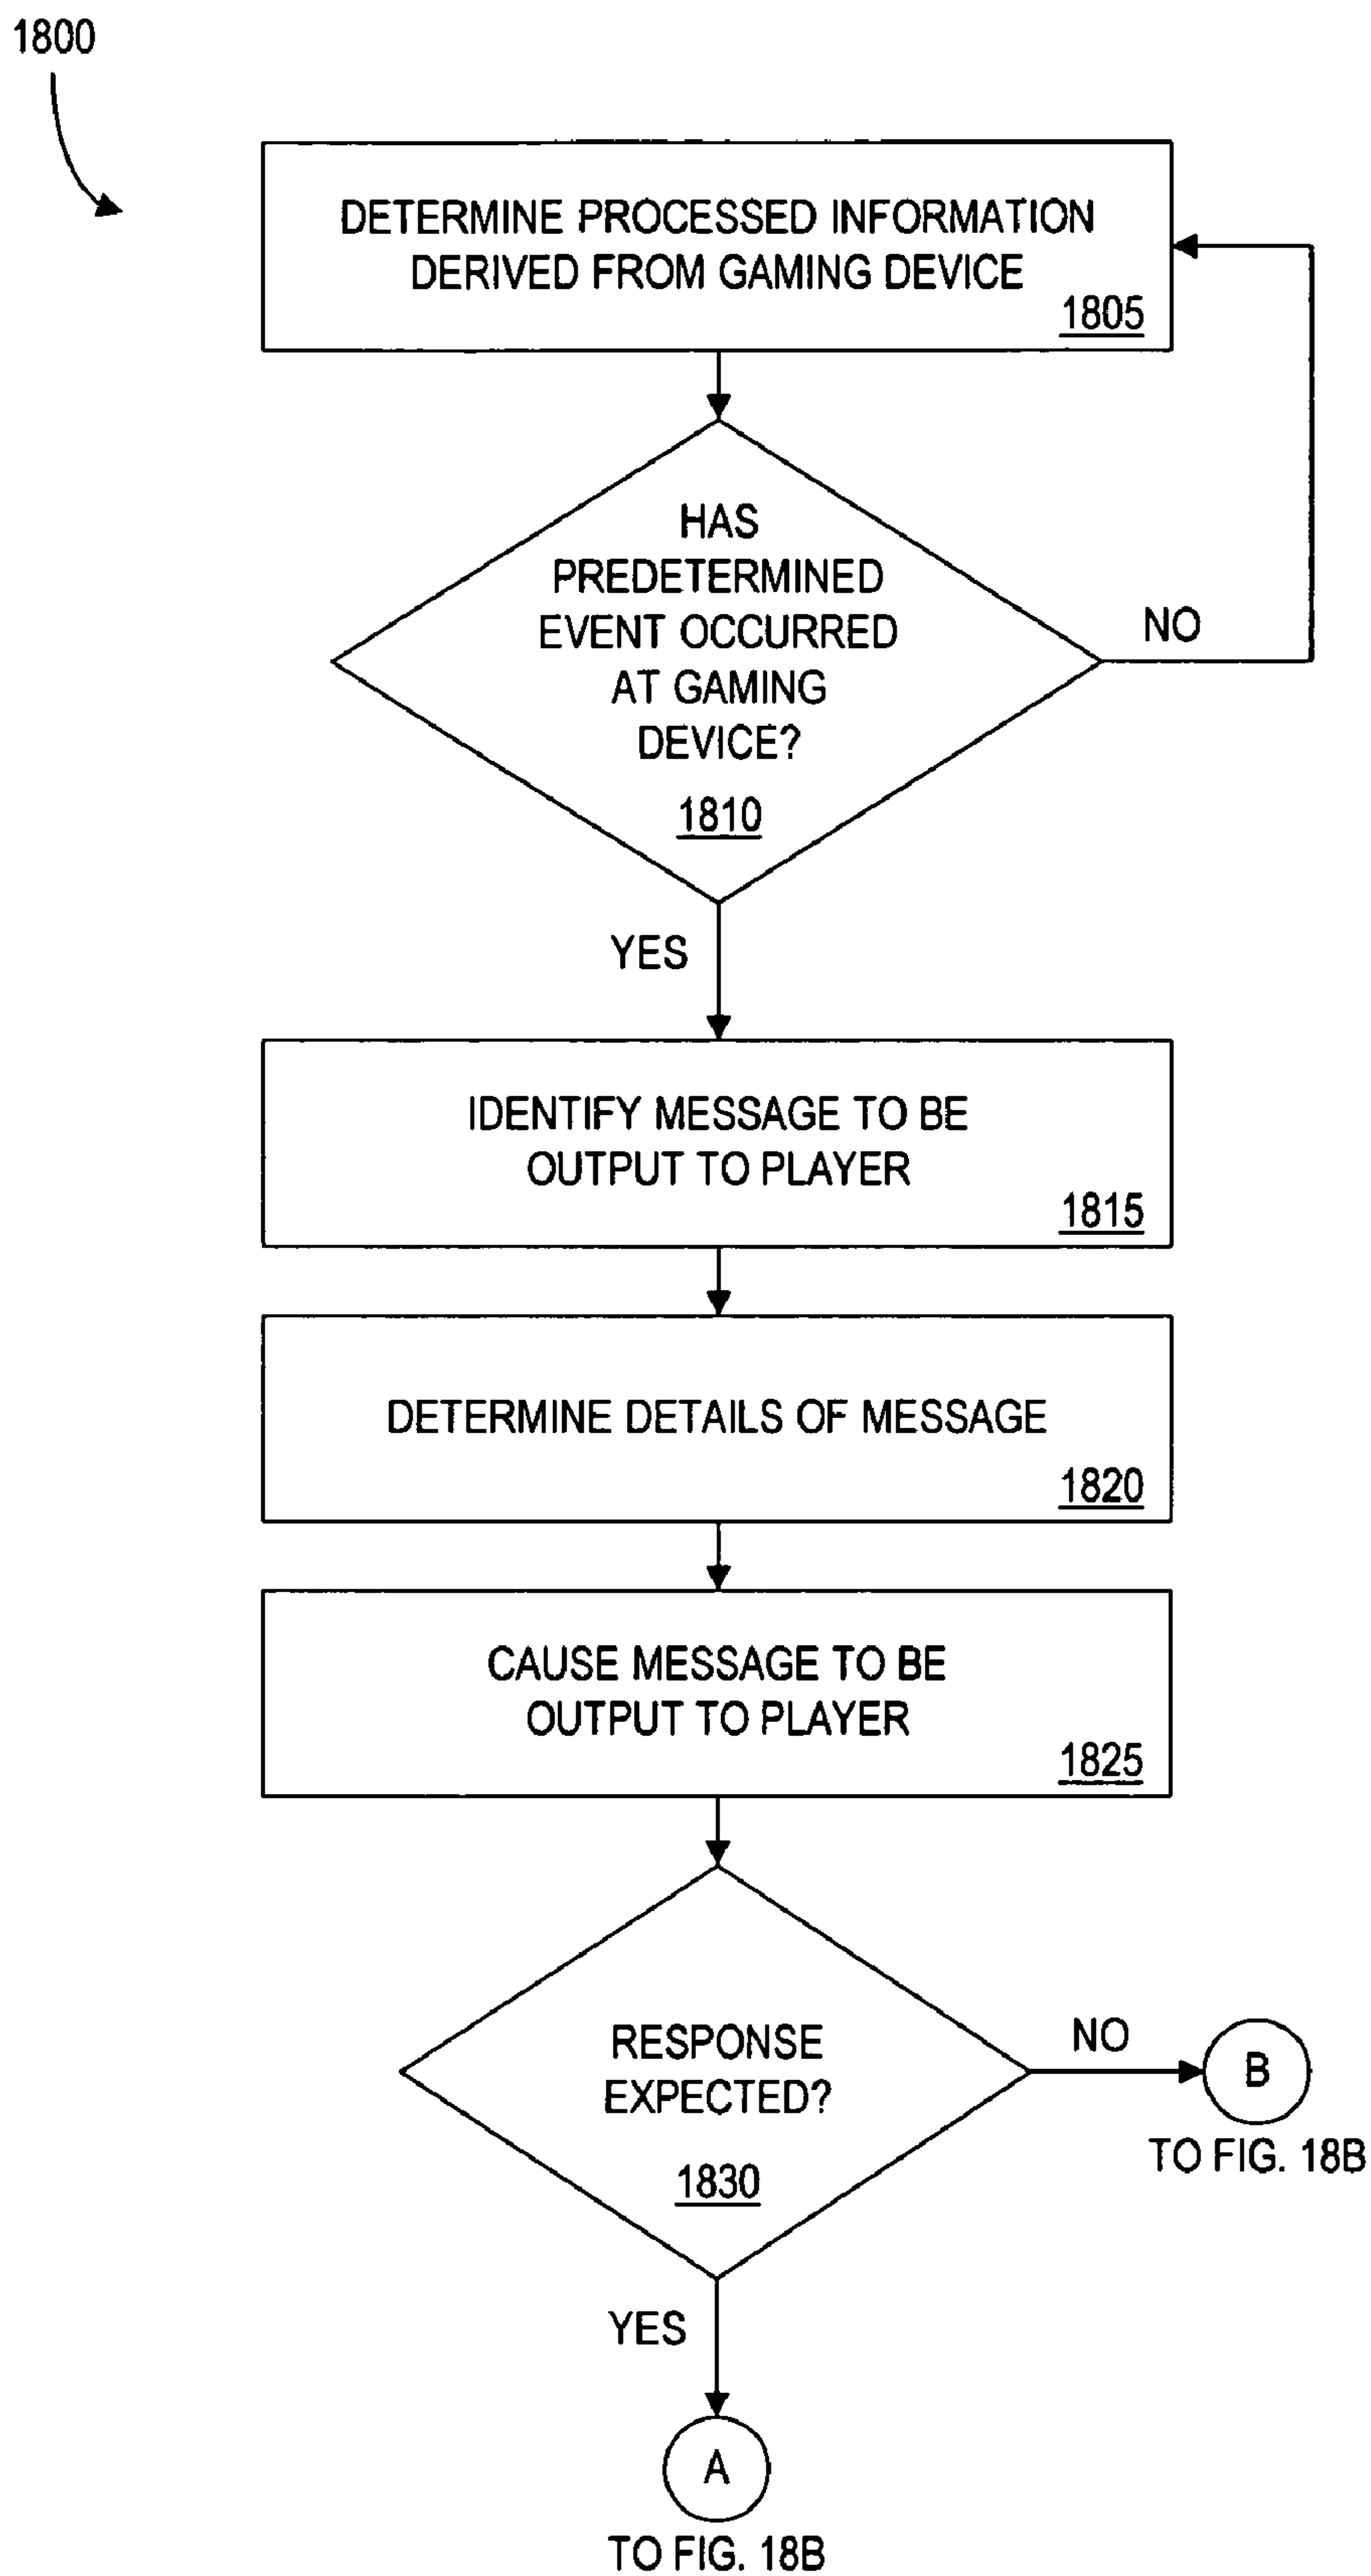 1800
DETERMINE PROCESSED INFORMATION
DERIVED FROM GAMING DEVICE
1805
HAS
PREDETERMINED
EVENT OCCURRED
AT GAMING
DEVICE?
NO
1810
YES
IDENTIFY MESSAGE TO BE
OUTPUT TO PLAYER
1815
DETERMINE DETAILS OF MESSAGE
1820
CAUSE MESSAGE TO BE
OUTPUT TO PLAYER
1825
RESPONSE
EXPECTED?
1830
NO
B
TO FIG. 18B
YES
A
TO FIG. 18B